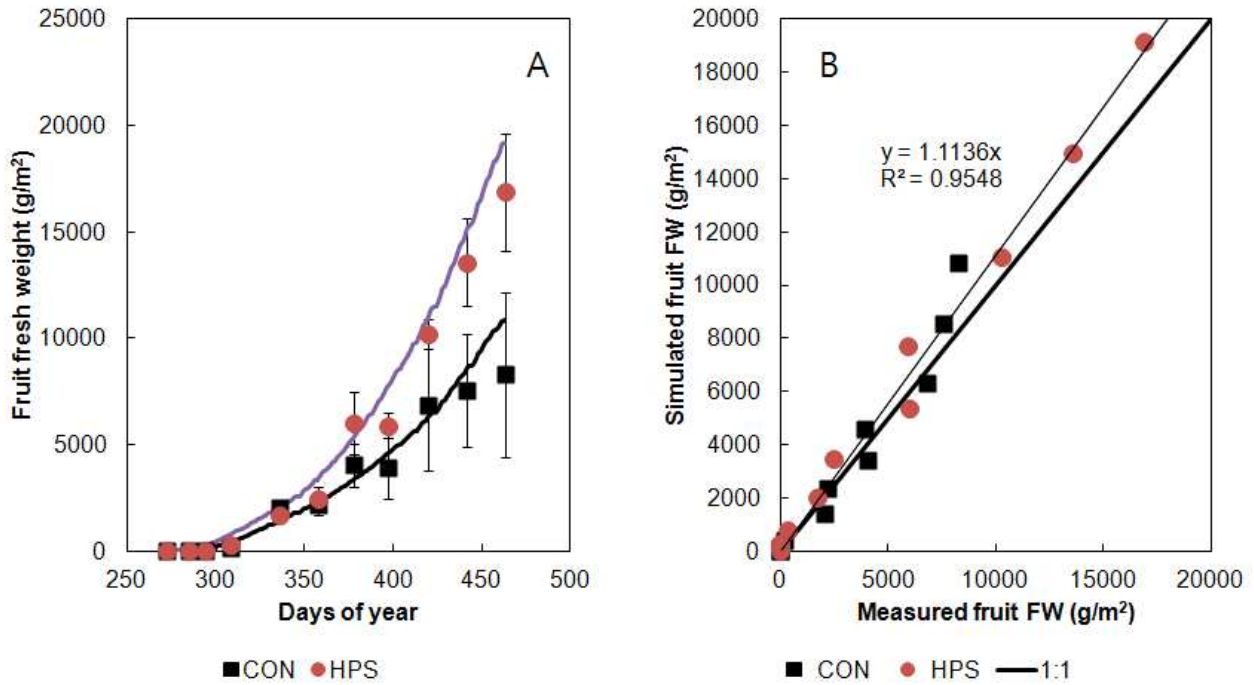 25000
20000
15000
10000
5000
0
250 300 350 400 450 500
Fruit fresh weight (g/m²)
Days of year
A
CON HPS
20000
18000
16000
14000
12000
10000
8000
6000
4000
2000
0
0 5000 10000 15000 20000
Simulated fruit FW (g/m²)
Measured fruit FW (g/m²)
B
y = 1.1136x
R² = 0.9548
CON HPS 1:1